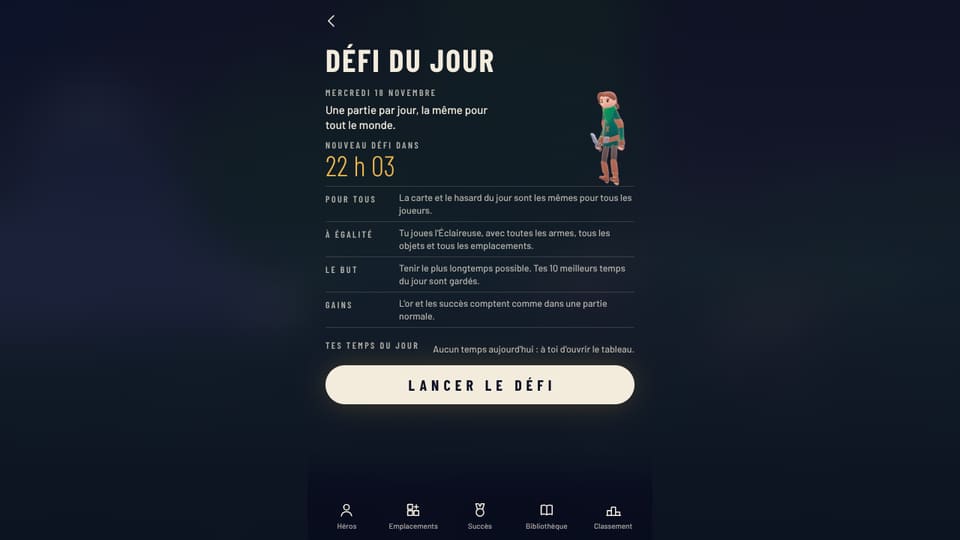 DÉFI DU JOUR
MERCREDI 18 NOVEMBRE
Une partie par jour, la même pour
tout le monde.
NOUVEAU DÉFI DANS
22 h 03
POUR TOUS
La carte et le hasard du jour sont les mêmes pour tous les
joueurs.
À ÉGALITÉ
Tu joues l'Éclaireuse, avec toutes les armes, tous les
objets et tous les emplacements.
LE BUT
Tenir le plus longtemps possible. Tes 10 meilleurs temps
du jour sont gardés.
GAINS
L'or et les succès comptent comme dans une partie
normale.
TES TEMPS DU JOUR
Aucun temps aujourd'hui : à toi d'ouvrir le tableau.
LANCER LE DÉFI
Héros
Emplacements
Succès
Bibliothèque
Classement